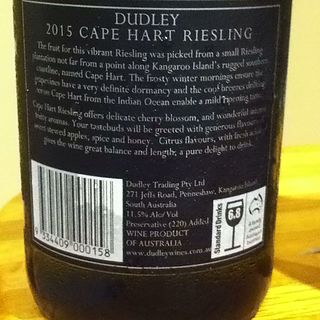 DUDLEY
2015 CAPE HART RIESLING
The fruit for this vibrant Riesling was picked from a small Riesling
plantation not far from a point along Kangaroo Island's rugged southern
coastline, named Cape Hart. The frosty winter mornings ensure the
grapevines have a very definite dormancy and the cool breezes drifting
across Cape Hart from the Indian Ocean enable a mild ripening
Cape Hart Riesling offers delicate cherry blossom, and wonderful intense
fruity aromas. Your tastebuds will be greeted with generous flavours
sweet stewed apples, spice and honey. Citrus flavours, with fresh acidity
gives the wine great balance and length; a pure delight to drink.
Dudley Trading Pty Ltd
271 Jeffs Road, Penneshaw, Kangaroo Island
South Australia
11.5% Alc/Vol
Preservative (220) Added
WINE PRODUCT
OF AUSTRALIA
www.dudleywines.com.au
6.8
Standard Drinks
9 334409 000158